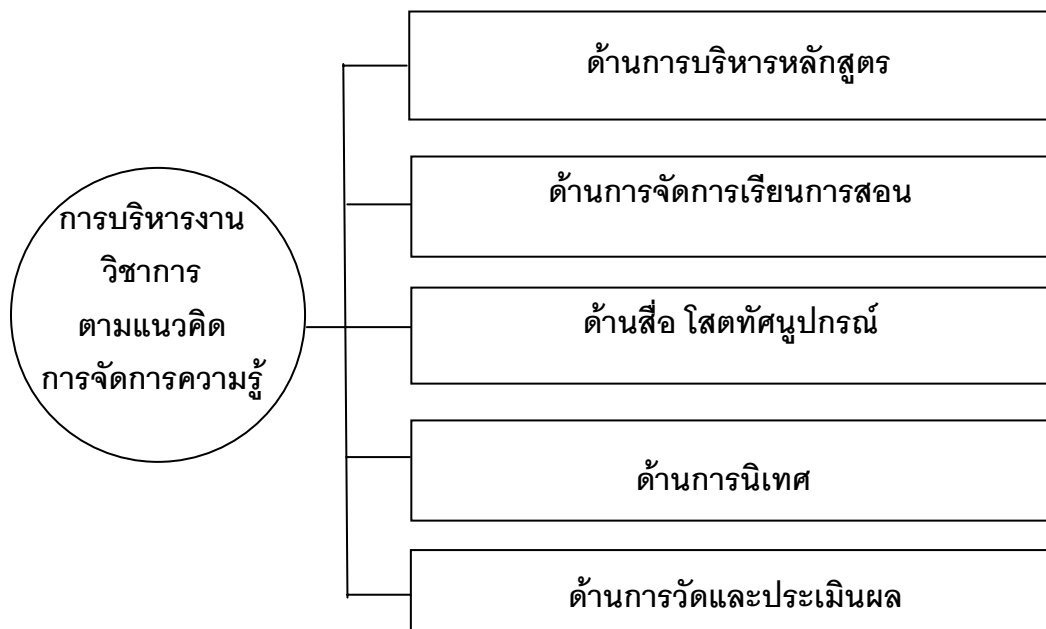 การบริหารงาน
วิชาการ
ตามแนวคิด
การจัดการความรู้
ด้านการบริหารหลักสูตร
ด้านการจัดการเรียนการสอน
ด้านสื่อ โสตทัศนูปกรณ์
ด้านการนิเทศ
ด้านการวัดและประเมินผล